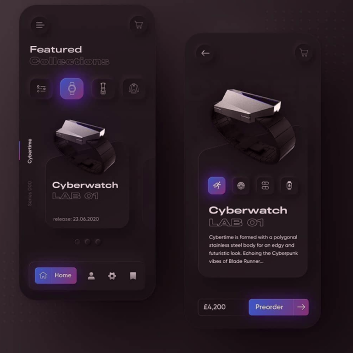 Featured
Collections
Cybertime
Cyberwatch
LAB 01
release: 23.06.2020
Home
Cyberwatch
LAB 01
Cybertime is formed with a polygonal
stainless steel body for an edgy and
futuristic look. Echoing the Cyberpunk
vibes of Blade Runner...
£4,200
Preorder